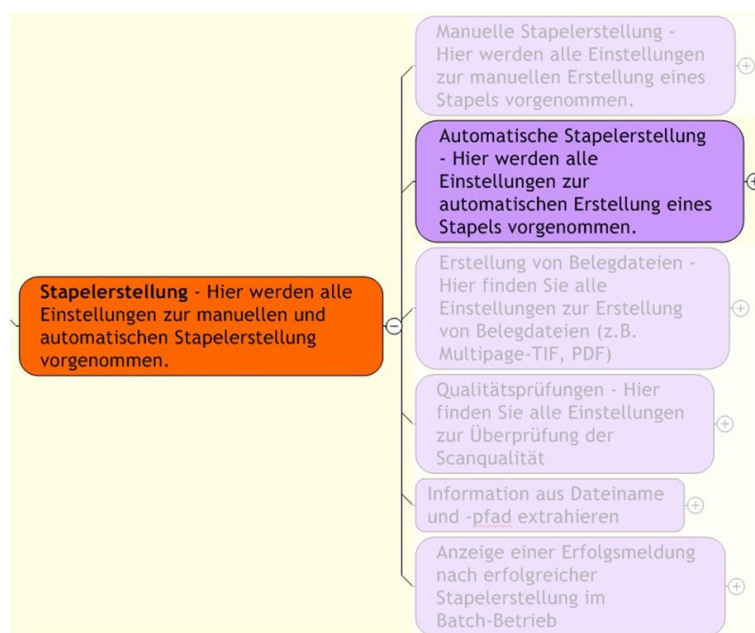 Manuelle Stapelerstellung -
Hier werden alle Einstellungen
zur manuellen Erstellung eines
Stapels vorgenommen.
Automatische Stapelerstellung
- Hier werden alle
Einstellungen zur
automatischen Erstellung eines
Stapels vorgenommen.
Stapelerstellung - Hier werden alle
Einstellungen zur manuellen und
automatischen Stapelerstellung
vorgenommen.
Erstellung von Belegdateien -
Hier finden Sie alle
Einstellungen zur Erstellung
von Belegdateien (z.B.
Multipage-TIF, PDF)
Qualitätsprüfungen - Hier
finden Sie alle Einstellungen
zur Überprüfung der
Scanqualität
Information aus Dateiname
und -pfad extrahieren
Anzeige einer Erfolgsmeldung
nach erfolgreicher
Stapelerstellung im
Batch-Betrieb